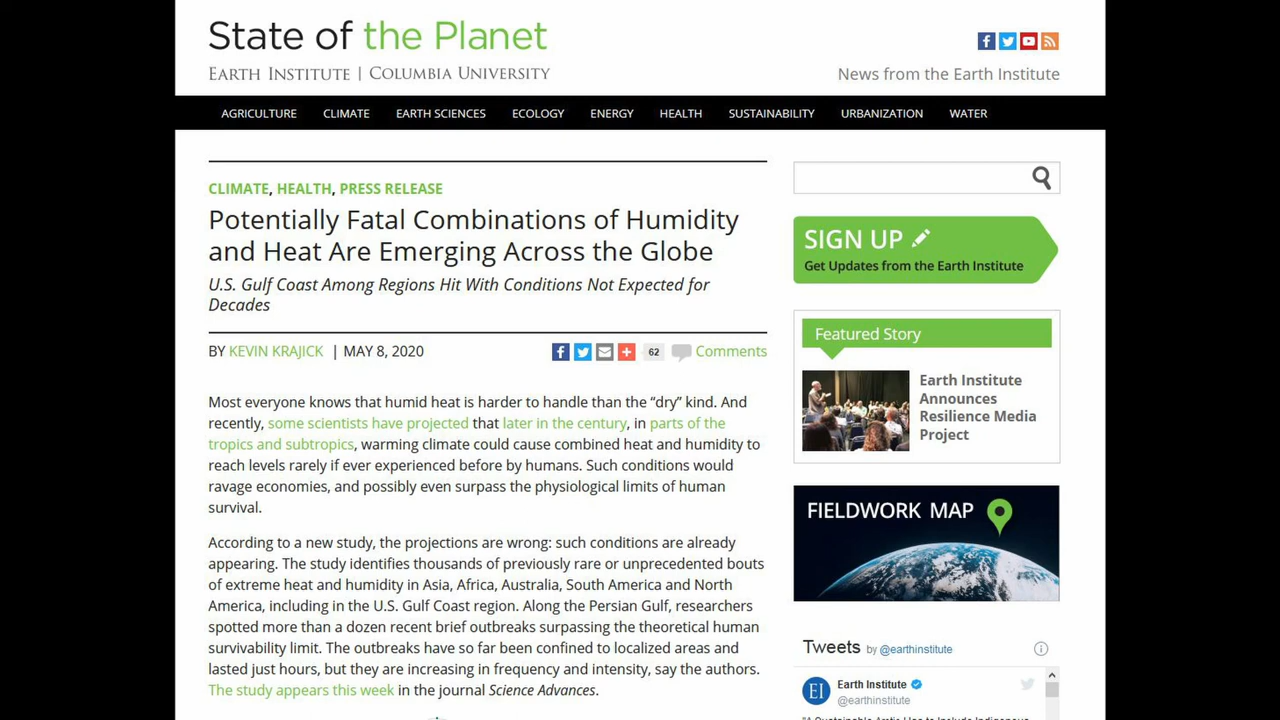 State of the Planet
EARTH INSTITUTE | COLUMBIA UNIVERSITY
News from the Earth Institute
AGRICULTURE CLIMATE EARTH SCIENCES ECOLOGY ENERGY HEALTH SUSTAINABILITY URBANIZATION WATER
CLIMATE, HEALTH, PRESS RELEASE
Potentially Fatal Combinations of Humidity
and Heat Are Emerging Across the Globe
U.S. Gulf Coast Among Regions Hit With Conditions Not Expected for
Decades
BY KEVIN KRAJICK | MAY 8, 2020
62
Comments
Most everyone knows that humid heat is harder to handle than the “dry” kind. And
recently, some scientists have projected that later in the century, in parts of the
tropics and subtropics, warming climate could cause combined heat and humidity to
reach levels rarely if ever experienced before by humans. Such conditions would
ravage economies, and possibly even surpass the physiological limits of human
survival.
According to a new study, the projections are wrong: such conditions are already
appearing. The study identifies thousands of previously rare or unprecedented bouts
of extreme heat and humidity in Asia, Africa, Australia, South America and North
America, including in the U.S. Gulf Coast region. Along the Persian Gulf, researchers
spotted more than a dozen recent brief outbreaks surpassing the theoretical human
survivability limit. The outbreaks have so far been confined to localized areas and
lasted just hours, but they are increasing in frequency and intensity, say the authors.
The study appears this week in the journal Science Advances.
SIGN UP
Get Updates from the Earth Institute
Featured Story
Earth Institute
Announces
Resilience Media
Project
FIELDWORK MAP
Tweets by @earthinstitute
EI
Earth Institute
@earthinstitute
"A Sustainable Arctic Has to Include Indigenous